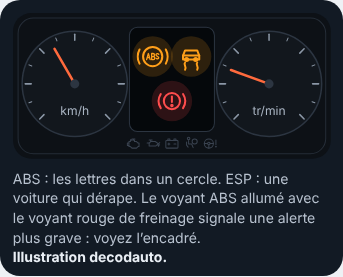 ABS
km/h
tr/min
ABS : les lettres dans un cercle. ESP : une
voiture qui dérape. Le voyant ABS allumé avec
le voyant rouge de freinage signale une alerte
plus grave : voyez l'encadré.
Illustration decodauto.